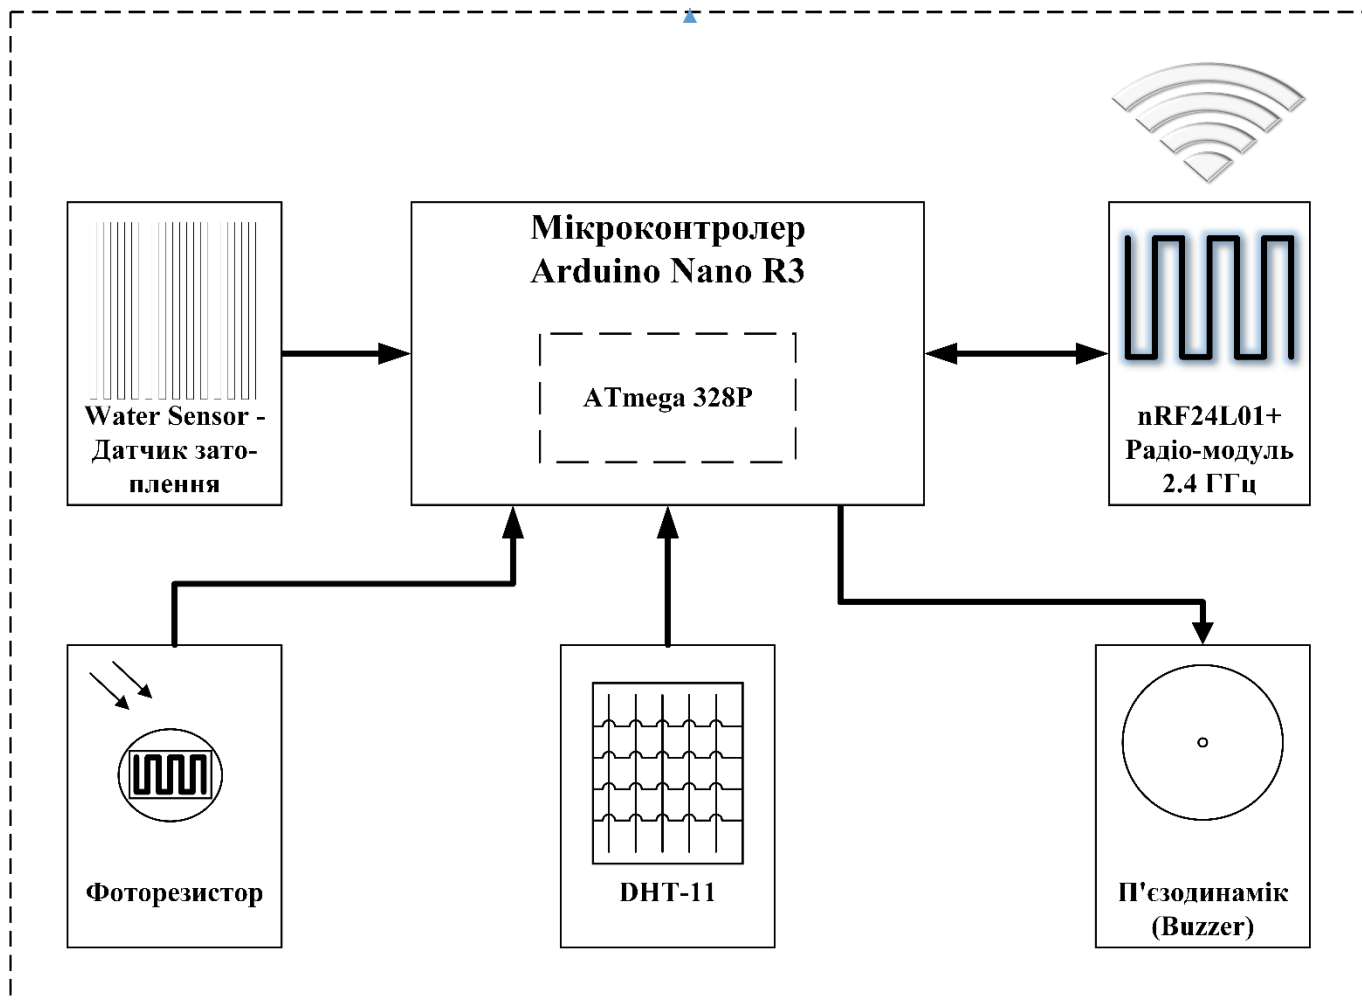 Мікроконтролер
Arduino Nano R3
ATmega 328P
Water Sensor -
Датчик зато-
плення
nRF24L01+
Радіо-модуль
2.4 ГГц
Фоторезистор
DHT-11
П'єзодинамік
(Buzzer)